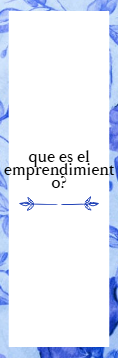 que es el
emprendimient
o?